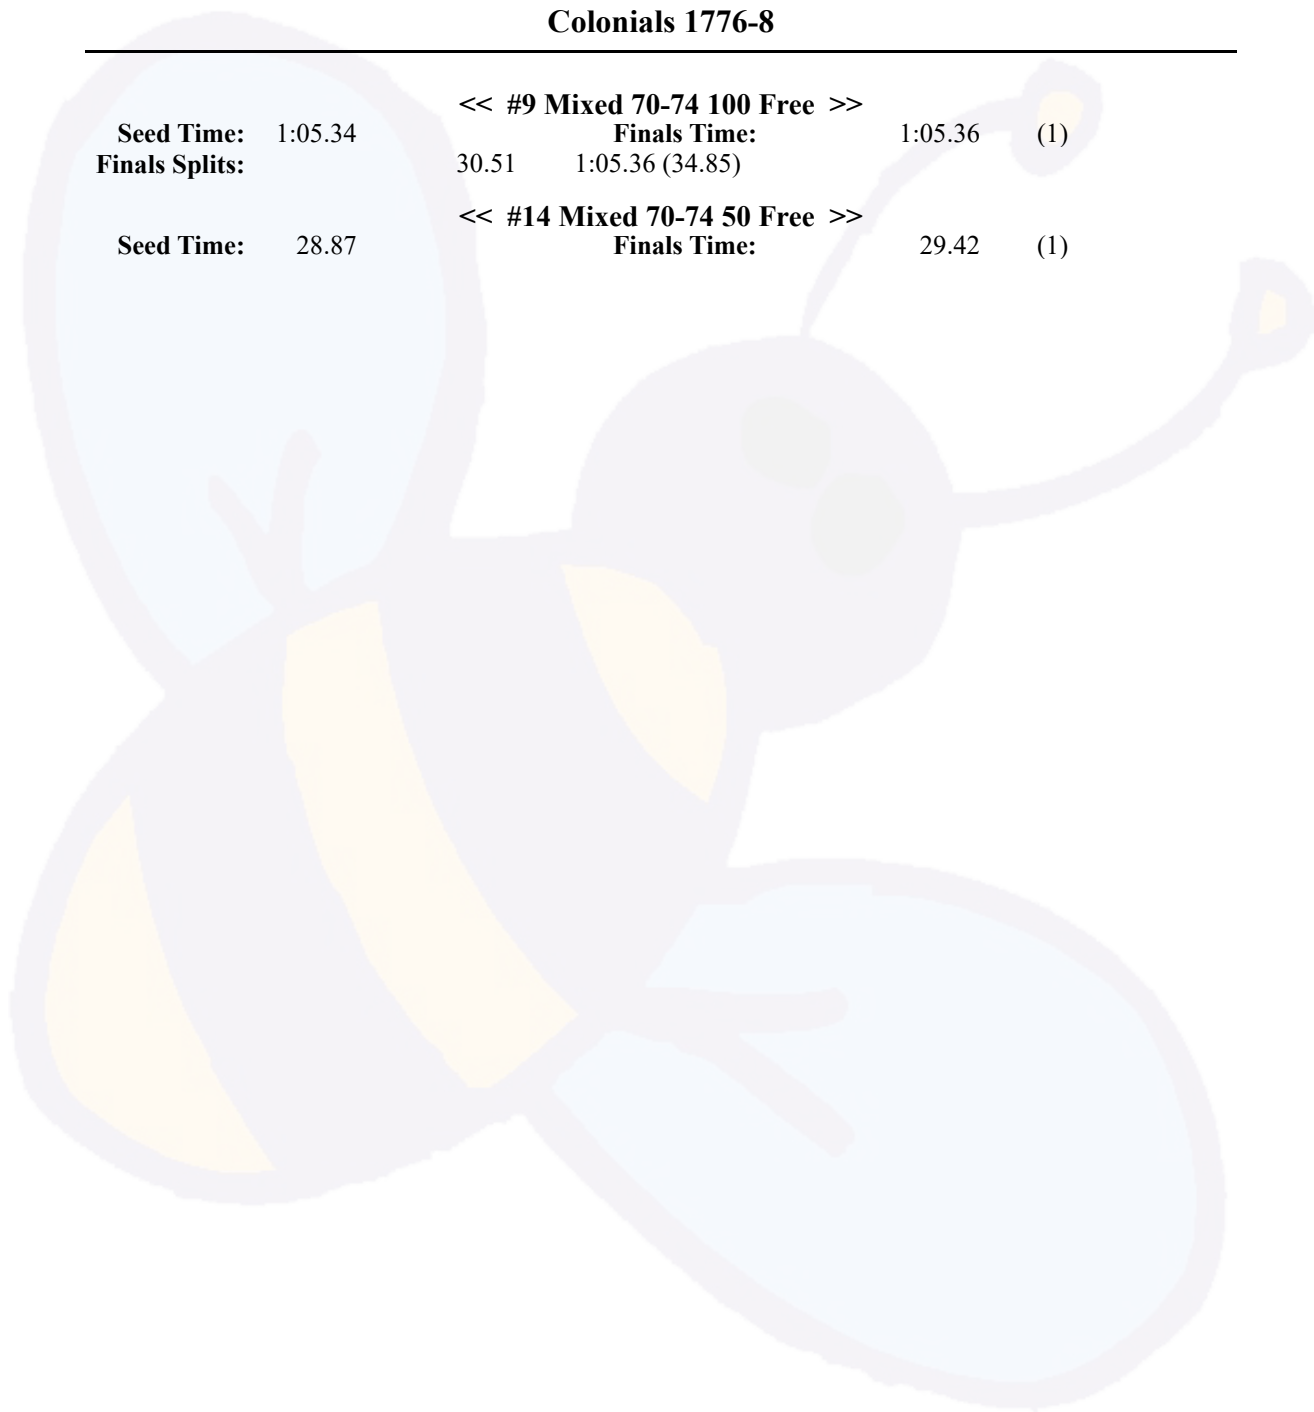 Colonials 1776-8
<< #9 Mixed 70-74 100 Free >>
Seed Time: 1:05.34 Finals Time: 1:05.36 (1)
Finals Splits: 30.51 1:05.36 (34.85)
<< #14 Mixed 70-74 50 Free >>
Seed Time: 28.87 Finals Time: 29.42 (1)